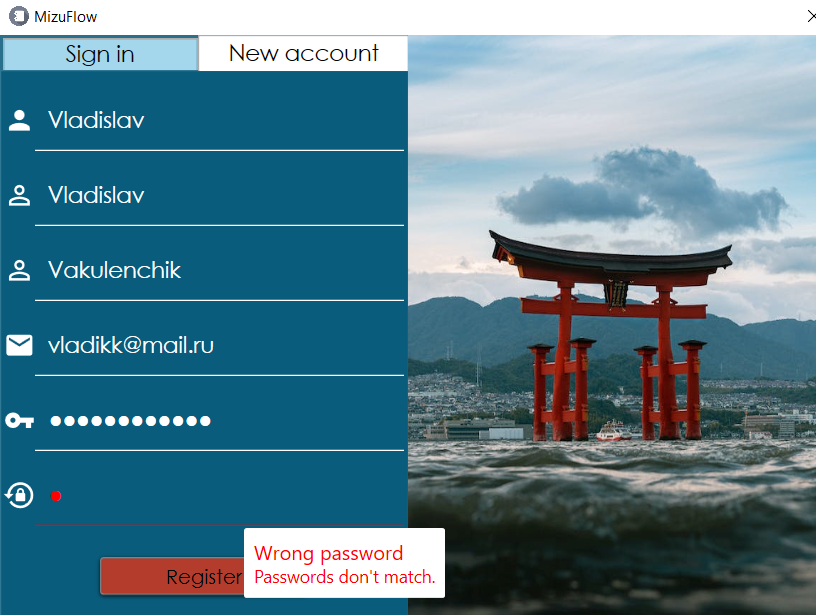 MizuFlow
Sign in
New account
Vladislav
Vladislav
Vakulenchik
vladikk@mail.ru
Register
Wrong password
Passwords don't match.